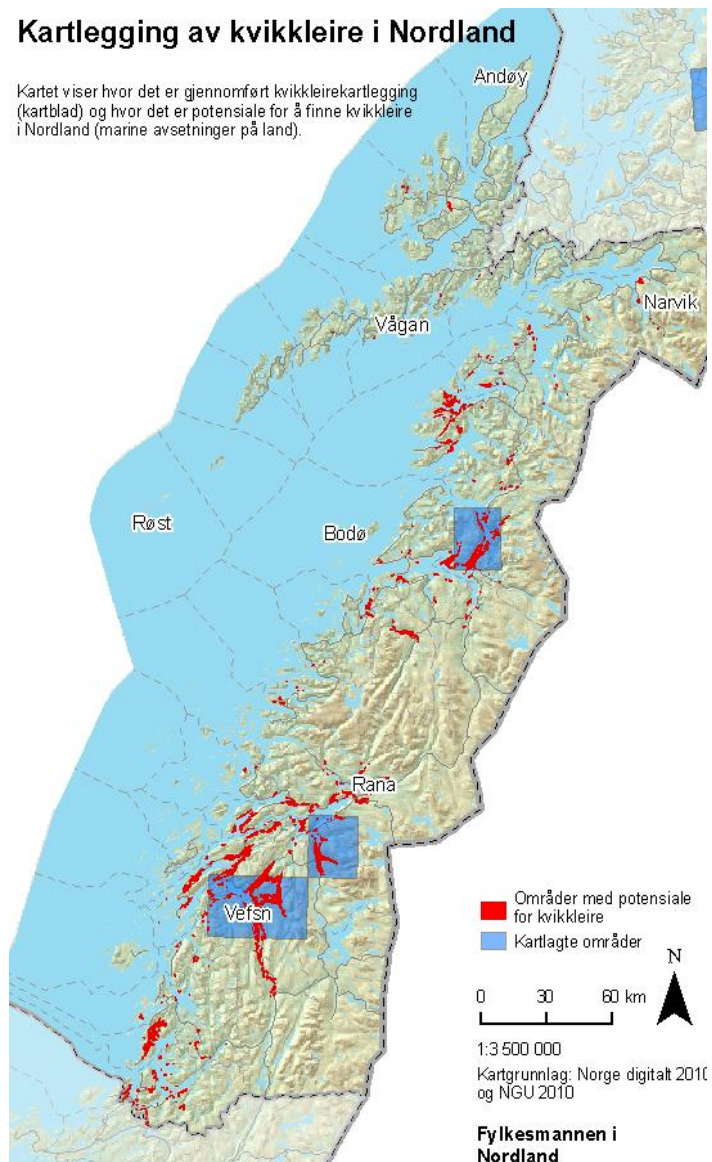 Kartlegging av kvikkleire i Nordland
Kartet viser hvor det er gjennomført kvikkleirekartlegging
(kartblad) og hvor det er potensiale for å finne kvikkleire
i Nordland (marine avsetninger på land).
Andøy
Narvik
Vågan
Røst
Bodø
Rana
Vefsn
Områder med potensiale
for kvikkleire
Kartlagte områder
N
0 30 60 km
1:3 500 000
Kartgrunnlag: Norge digitalt 2010
og NGU 2010
Fylkesmannen i
Nordland